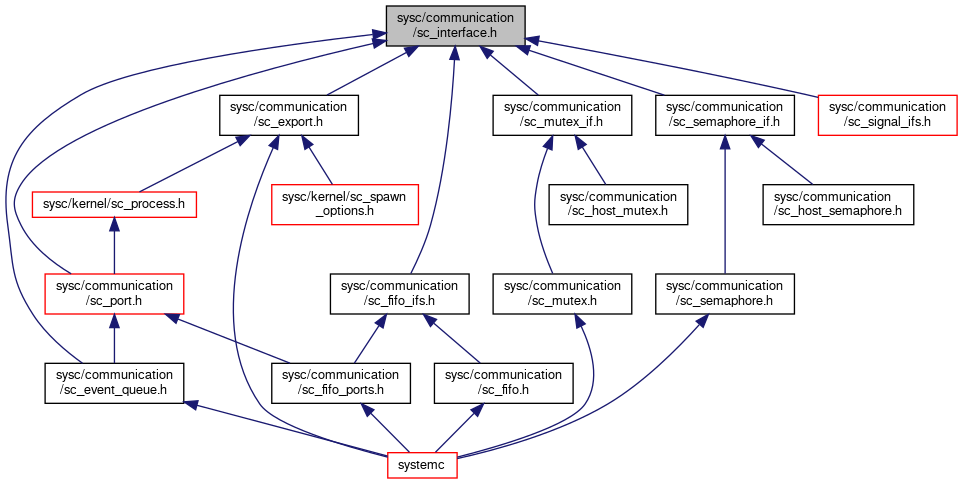 sysc/communication
/sc_interface.h
sysc/communication
/sc_export.h
sysc/communication
/sc_mutex_if.h
sysc/communication
/sc_semaphore_if.h
sysc/communication
/sc_signal_ifs.h
sysc/kernel/sc_process.h
sysc/kernel/sc_spawn
_options.h
sysc/communication
/sc_host_mutex.h
sysc/communication
/sc_host_semaphore.h
sysc/communication
/sc_port.h
sysc/communication
/sc_fifo_ifs.h
sysc/communication
/sc_mutex.h
sysc/communication
/sc_semaphore.h
sysc/communication
/sc_event_queue.h
sysc/communication
/sc_fifo_ports.h
sysc/communication
/sc_fifo.h
systemc